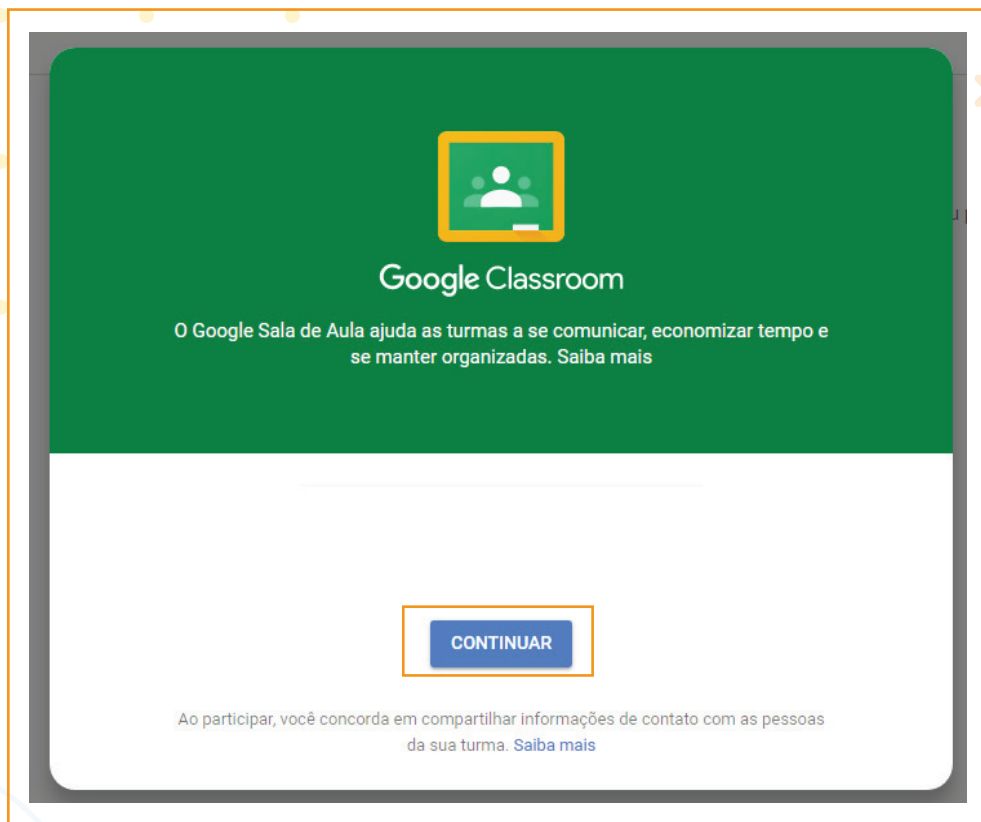 Google Classroom
O Google Sala de Aula ajuda as turmas a se comunicar, economizar tempo e
se manter organizadas. Saiba mais
CONTINUAR
Ao participar, você concorda em compartilhar informações de contato com as pessoas
da sua turma. Saiba mais